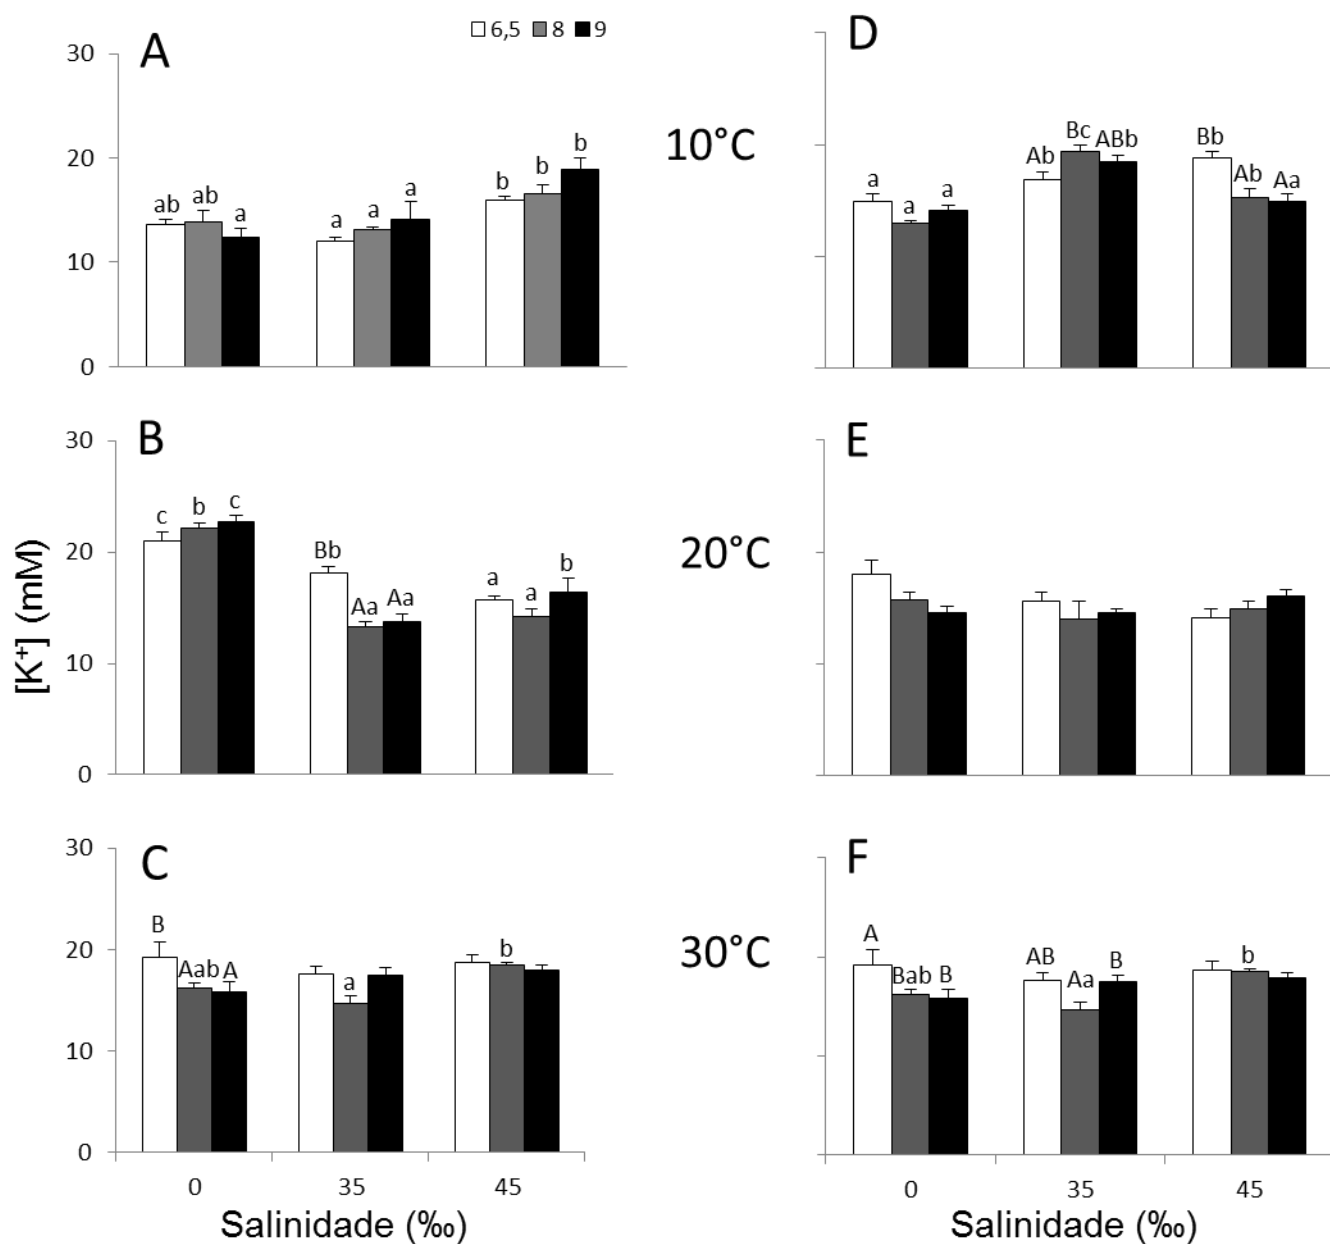 A
6,5 8 9
30
20
10
0
ab ab a
a a a
b b b
10°C
D
a a a
Ab Bc ABb
Bb Ab Aa
B
30
20
10
0
c b c
Bb Aa Aa
a a b
20°C
E
[K⁺] (mM)
C
30
20
10
0
B Aab A
a
b
30°C
F
A Bab B
AB Aa B
b
0 35 45
Salinidade (‰)
0 35 45
Salinidade (‰)